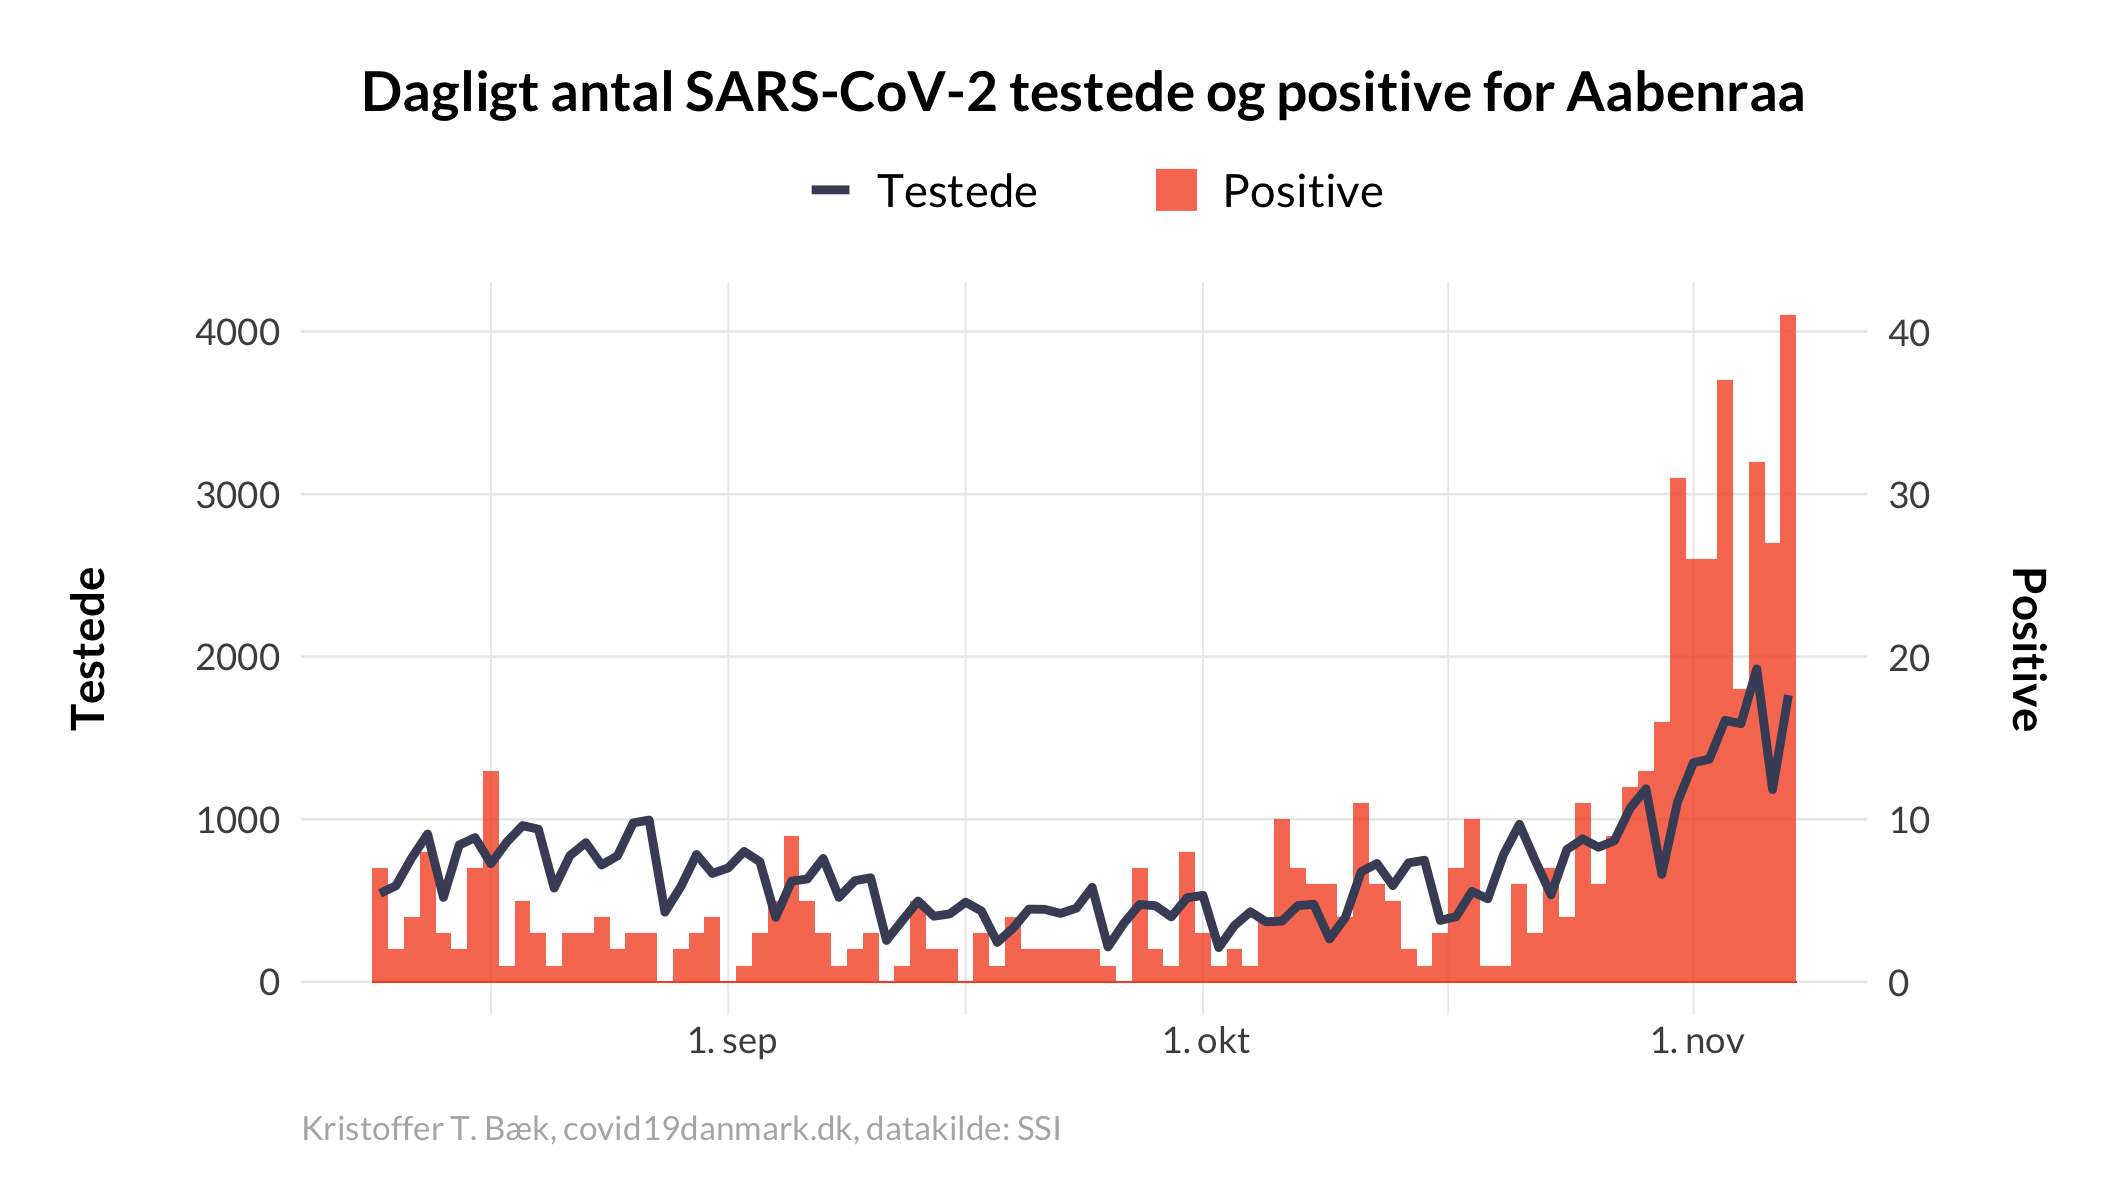 Dagligt antal SARS-CoV-2 testede og positive for Aabenraa
Testede
Positive
4000
3000
2000
1000
0
Testede
40
30
20
10
0
Positive
1. sep
1. okt
1. nov
Kristoffer T. Bæk, covid19danmark.dk, datakilde: SSI